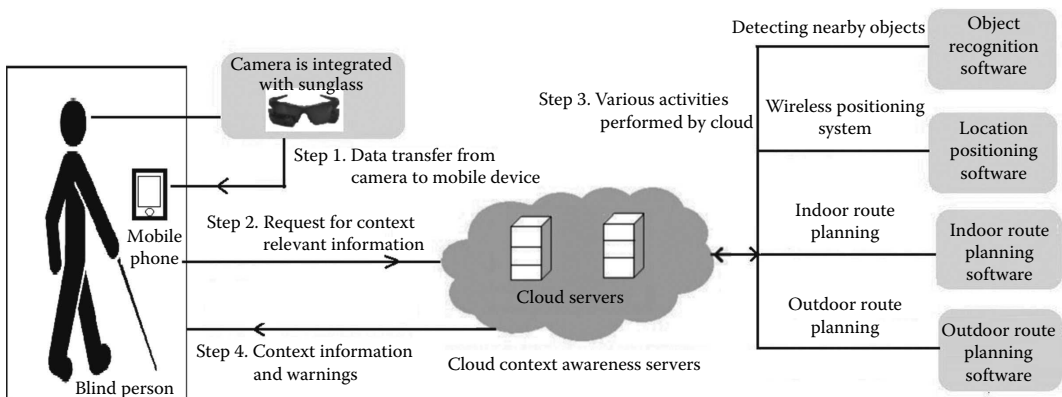 Camera is integrated
with sunglass
Step 1. Data transfer from
camera to mobile device
Mobile
phone
Step 2. Request for context
relevant information
Cloud servers
Cloud context awareness servers
Step 3. Various activities
performed by cloud
Detecting nearby objects
Object
recognition
software
Wireless positioning
system
Location
positioning
software
Indoor route
planning
Indoor route
planning
software
Outdoor route
planning
Outdoor route
planning
software
Step 4. Context information
and warnings
Blind person